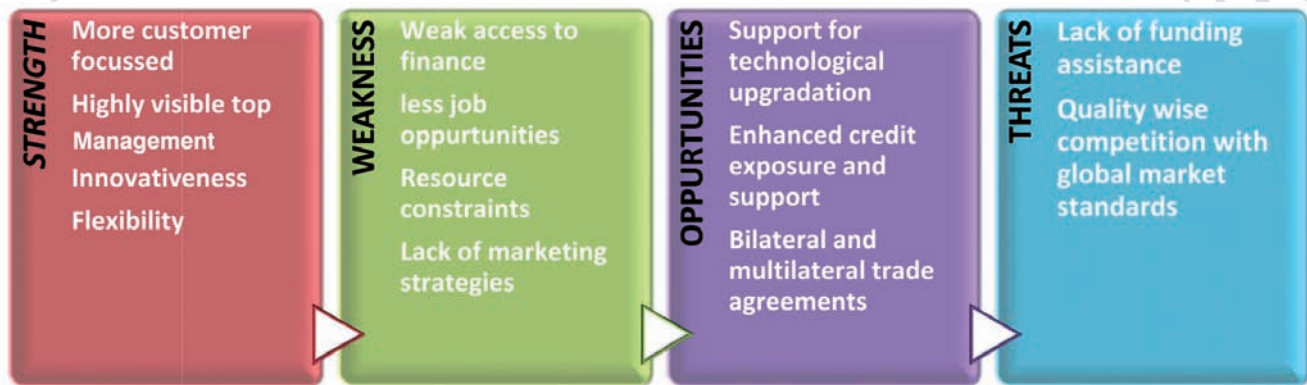 STRENGTH
More customer
focussed
Highly visible top
Management
Innovativeness
Flexibility
WEAKNESS
Weak access to
finance
less job
oppurtunities
Resource
constraints
Lack of marketing
strategies
OPPURTUNITIES
Support for
technological
upgradation
Enhanced credit
exposure and
support
Bilateral and
multilateral trade
agreements
THREATS
Lack of funding
assistance
Quality wise
competition with
global market
standards